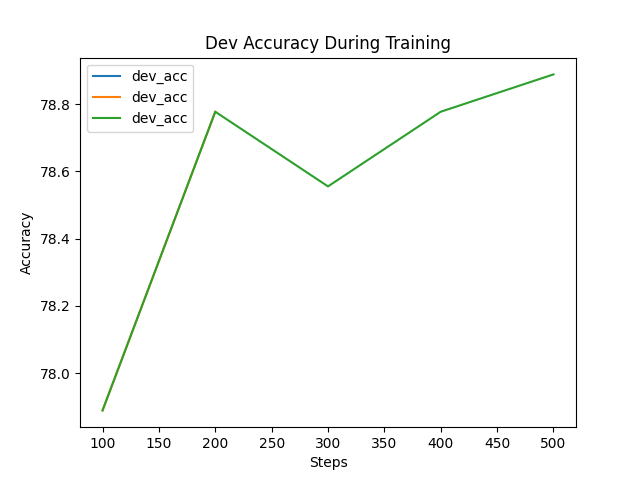 Dev Accuracy During Training
dev_acc
dev_acc
dev_acc
Accuracy
78.8
78.6
78.4
78.2
78.0
100 150 200 250 300 350 400 450 500
Steps